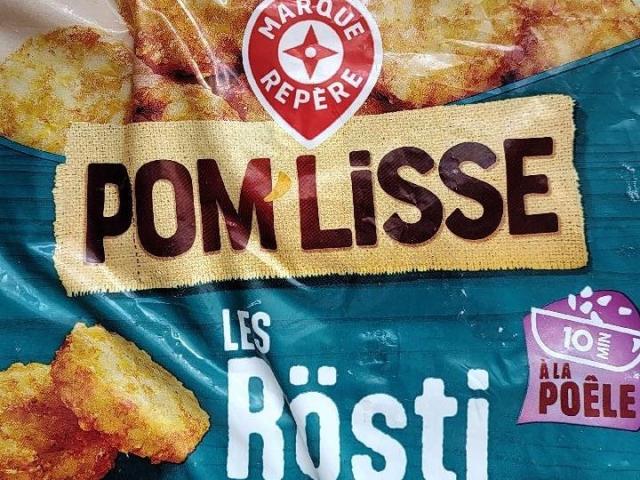 MARQUE
REPÈRE
POM'LiSSE
LES
Rösti
10 MIN
À LA
POÊLE